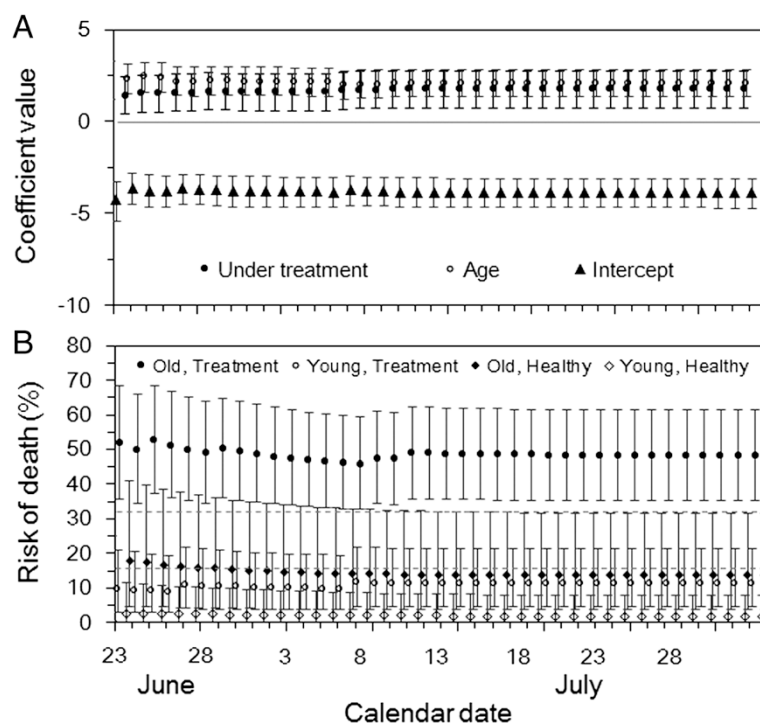 A
Coefficient value
5
0
-5
-10
Under treatment Age Intercept
B
Risk of death (%)
80
70
60
50
40
30
20
10
0
Old, Treatment Young, Treatment Old, Healthy Young, Healthy
23 28 3 8 13 18 23 28
June July
Calendar date